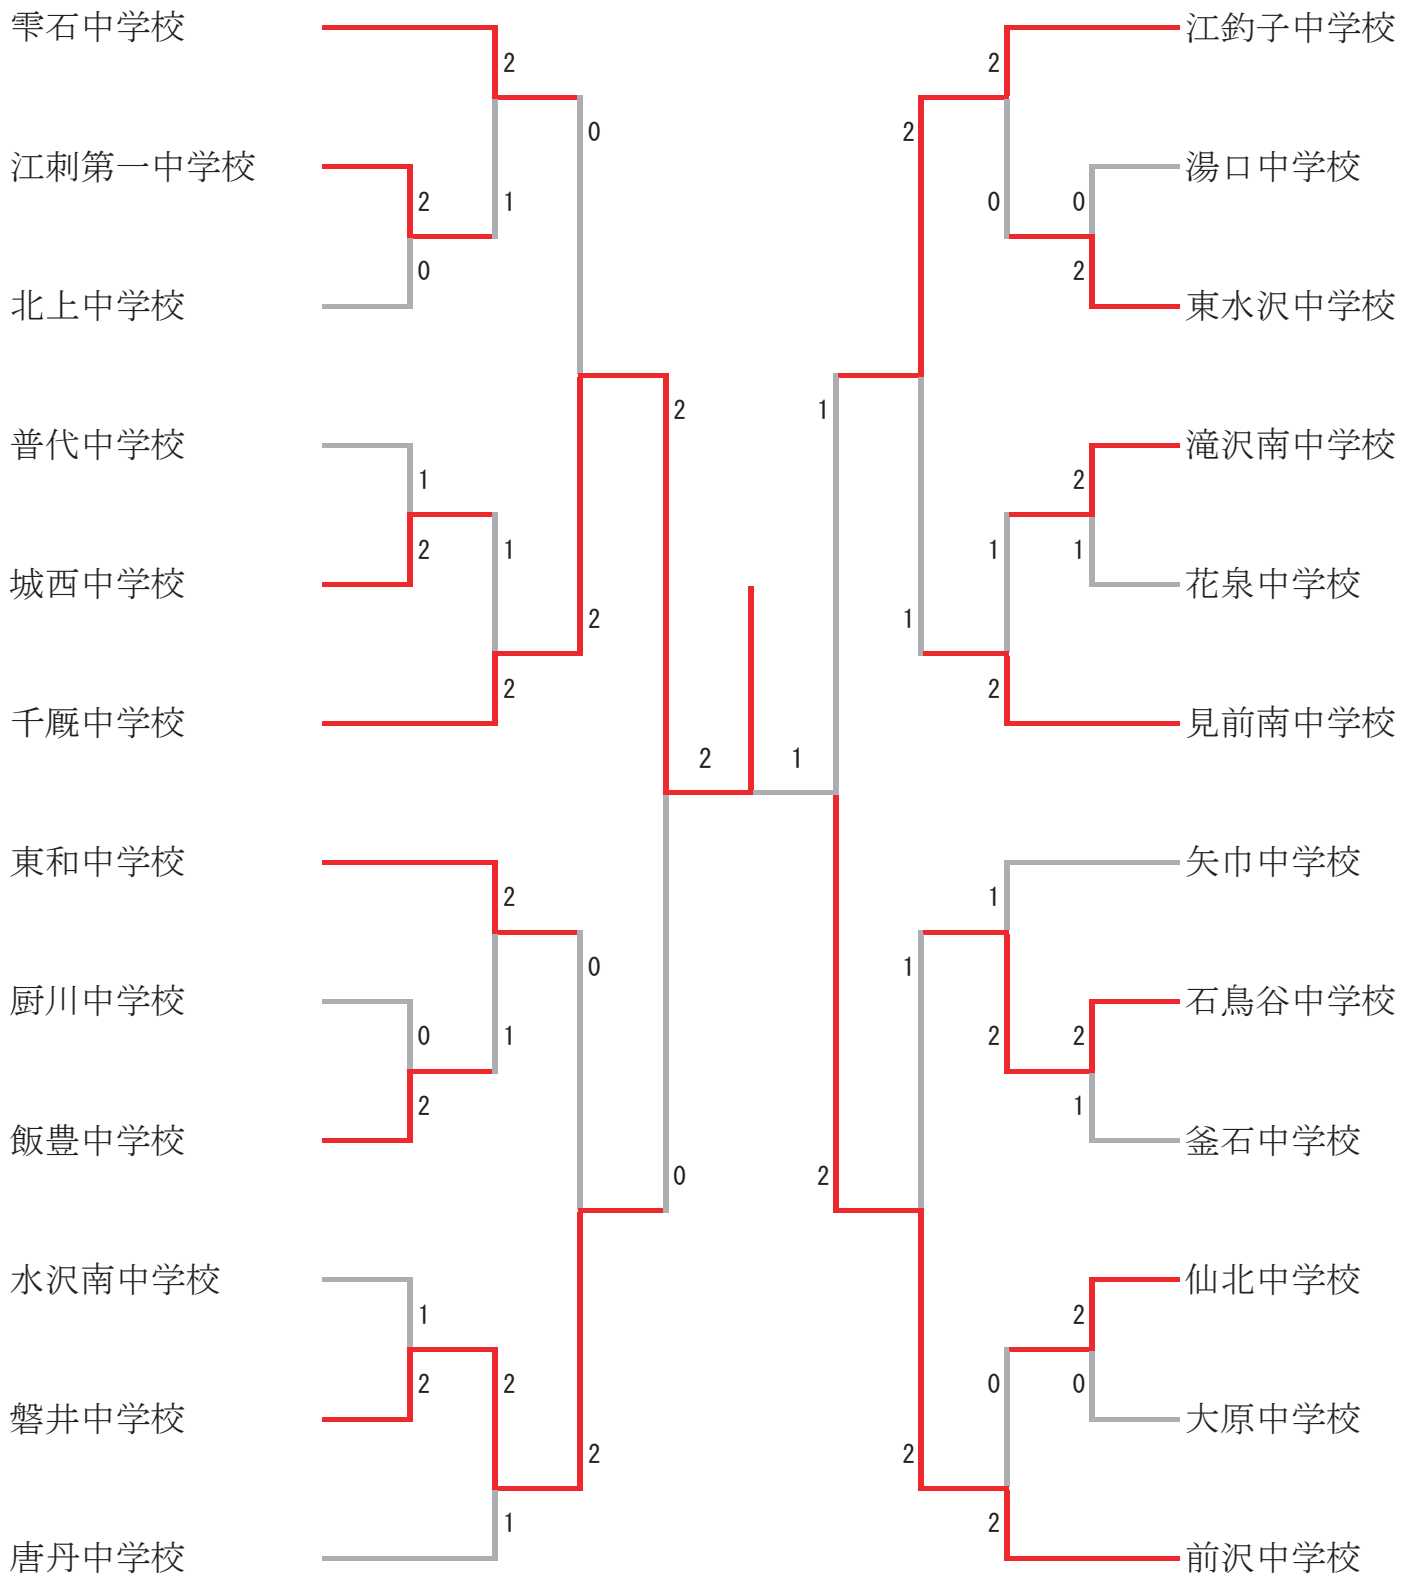 雫石中学校
江釣子中学校
2
2
0
2
江刺第一中学校
湯口中学校
2
1
0
0
0
2
北上中学校
東水沢中学校
2
1
普代中学校
滝沢南中学校
1
2
2
1
1
1
城西中学校
花泉中学校
2
1
2
2
千厩中学校
見前南中学校
2
1
東和中学校
矢巾中学校
2
1
0
1
厨川中学校
石鳥谷中学校
0
1
2
2
2
1
飯豊中学校
釜石中学校
0
2
水沢南中学校
仙北中学校
1
2
2
2
0
0
磐井中学校
大原中学校
2
2
1
2
唐丹中学校
前沢中学校